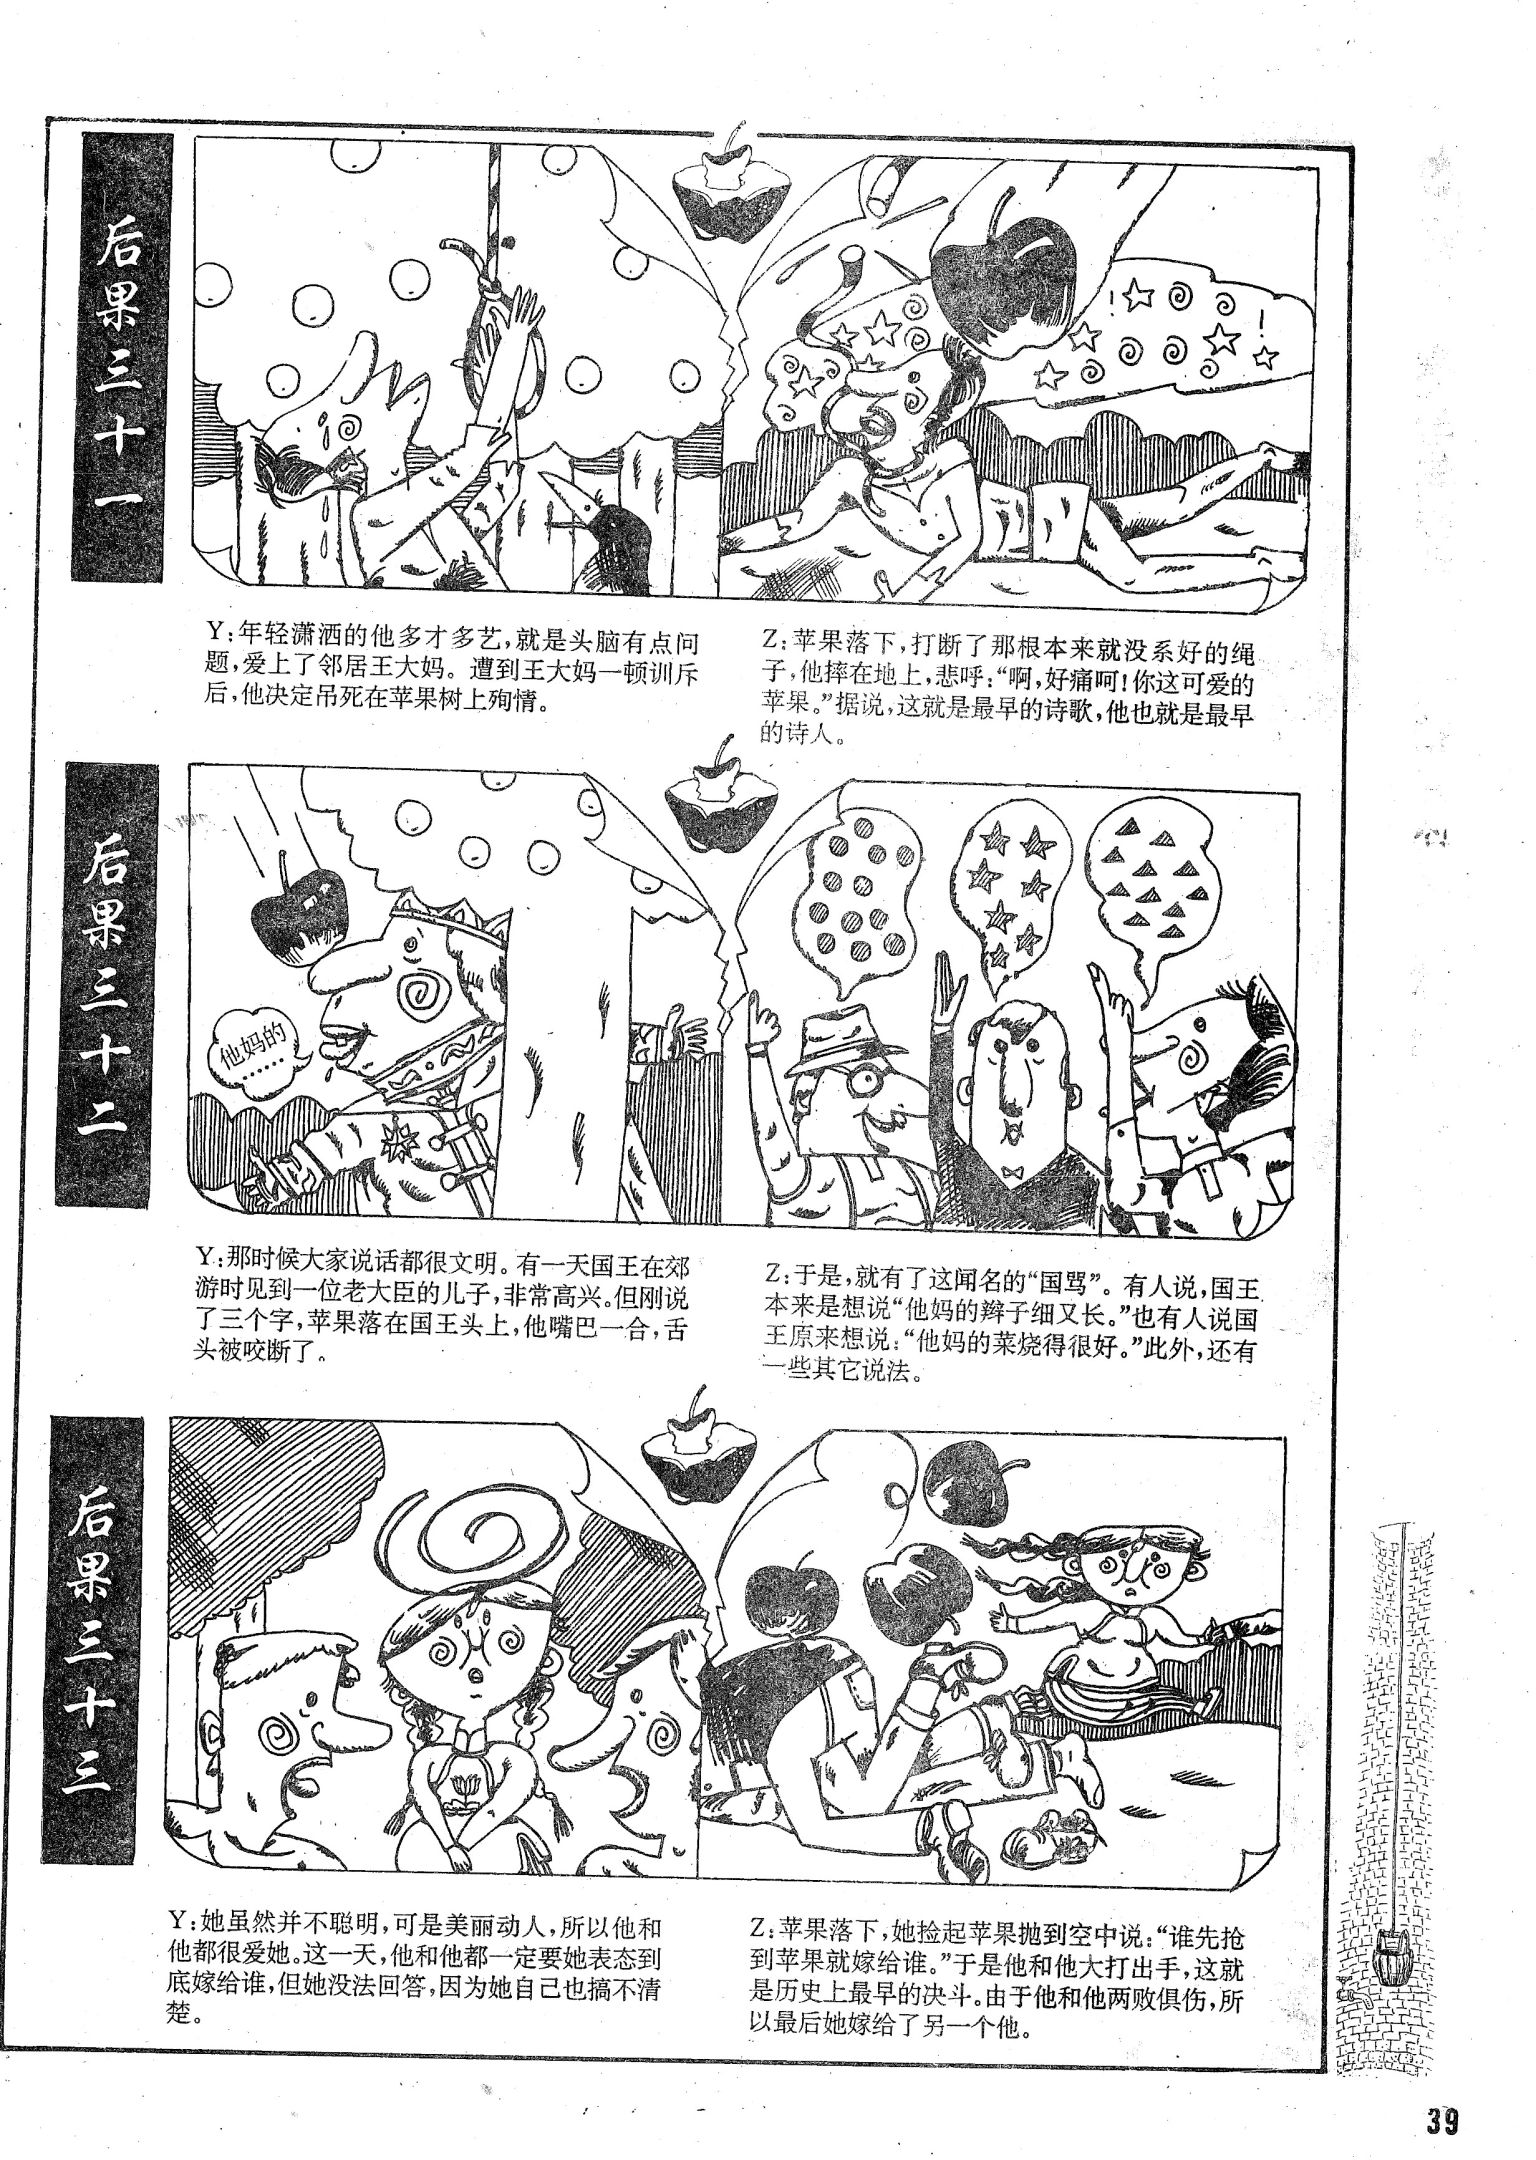 后果三十一
Y：年轻潇洒的他多才多艺，就是头脑有点问
题，爱上了邻居王大妈。遭到王大妈一顿训斥
后，他决定吊死在苹果树上殉情。
Z：苹果落下，打断了那根本来就没系好的绳
子，他摔在地上，悲呼：“啊，好痛呵！你这可爱的
苹果。”据说，这就是最早的诗歌，他也就是最早
的诗人。
后果三十二
他妈的
……
Y：那时候大家说话都很文明。有一天国王在郊
游时见到一位老大臣的儿子，非常高兴。但刚说
了三个字，苹果落在国王头上，他嘴巴一合，舌
头被咬断了。
Z：于是，就有了这闻名的“国骂”。有人说，国王
本来是想说“他妈的辫子细又长。”也有人说国
王原来想说：“他妈的菜烧得很好。”此外，还有
一些其它说法。
后果三十三
Y：她虽然并不聪明，可是美丽动人，所以他和
他都很爱她。这一天，他和他都一定要她表态到
底嫁给谁，但她没法回答，因为她自己也搞不清
楚。
Z：苹果落下，她捡起苹果抛到空中说：“谁先抢
到苹果就嫁给谁。”于是他和他大打出手，这就
是历史上最早的决斗。由于他和他两败俱伤，所
以最后她嫁给了另一个他。
39